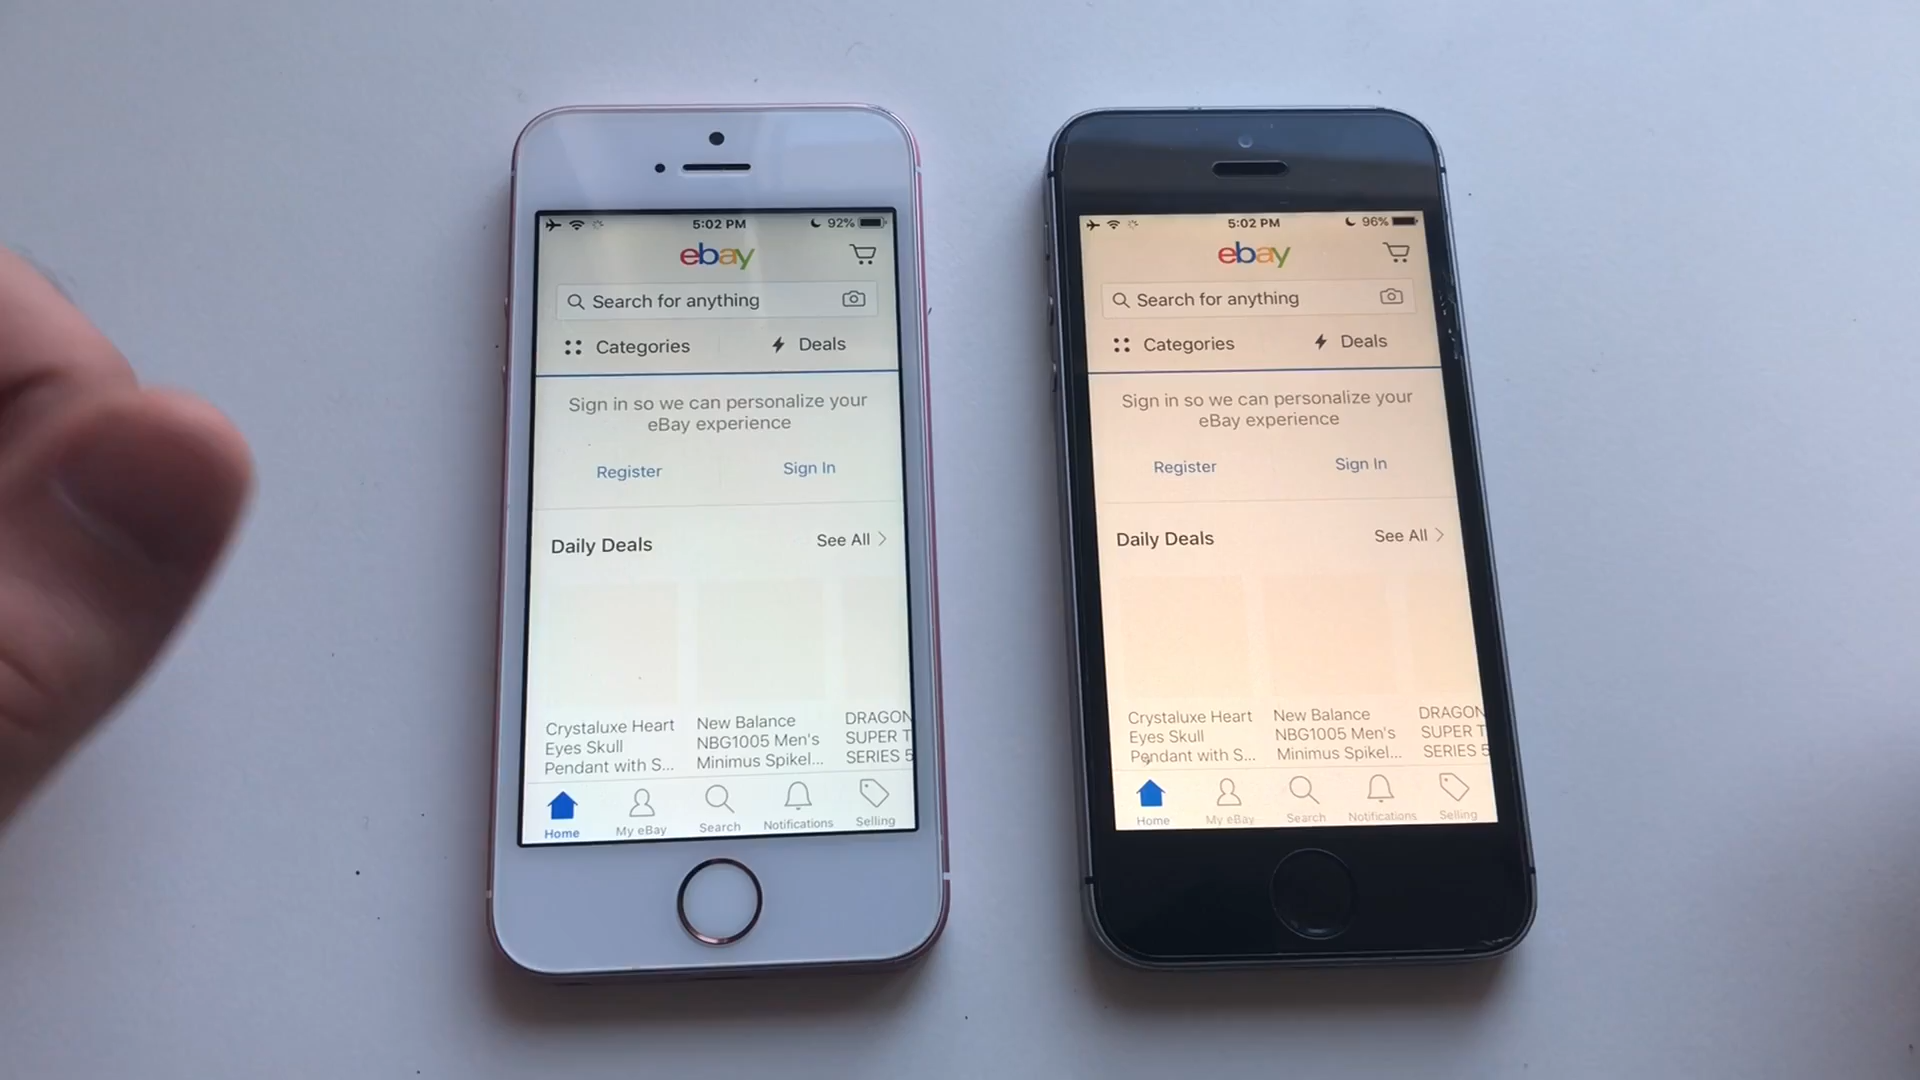 5:02 PM
92%
ebay
Search for anything
Categories
Deals
Sign in so we can personalize your
eBay experience
Register
Sign In
Daily Deals
See All
Crystaluxe Heart
Eyes Skull
Pendant with S...
New Balance
NBG1005 Men's
Minimus Spikel...
DRAGON
SUPER T
SERIES 5
Home
My eBay
Search
Notifications
Selling
5:02 PM
96%
ebay
Search for anything
Categories
Deals
Sign in so we can personalize your
eBay experience
Register
Sign In
Daily Deals
See All
Crystaluxe Heart
Eyes Skull
Pendant with S...
New Balance
NBG1005 Men's
Minimus Spikel...
DRAGON
SUPER T
SERIES 5
Home
My eBay
Search
Notifications
Selling